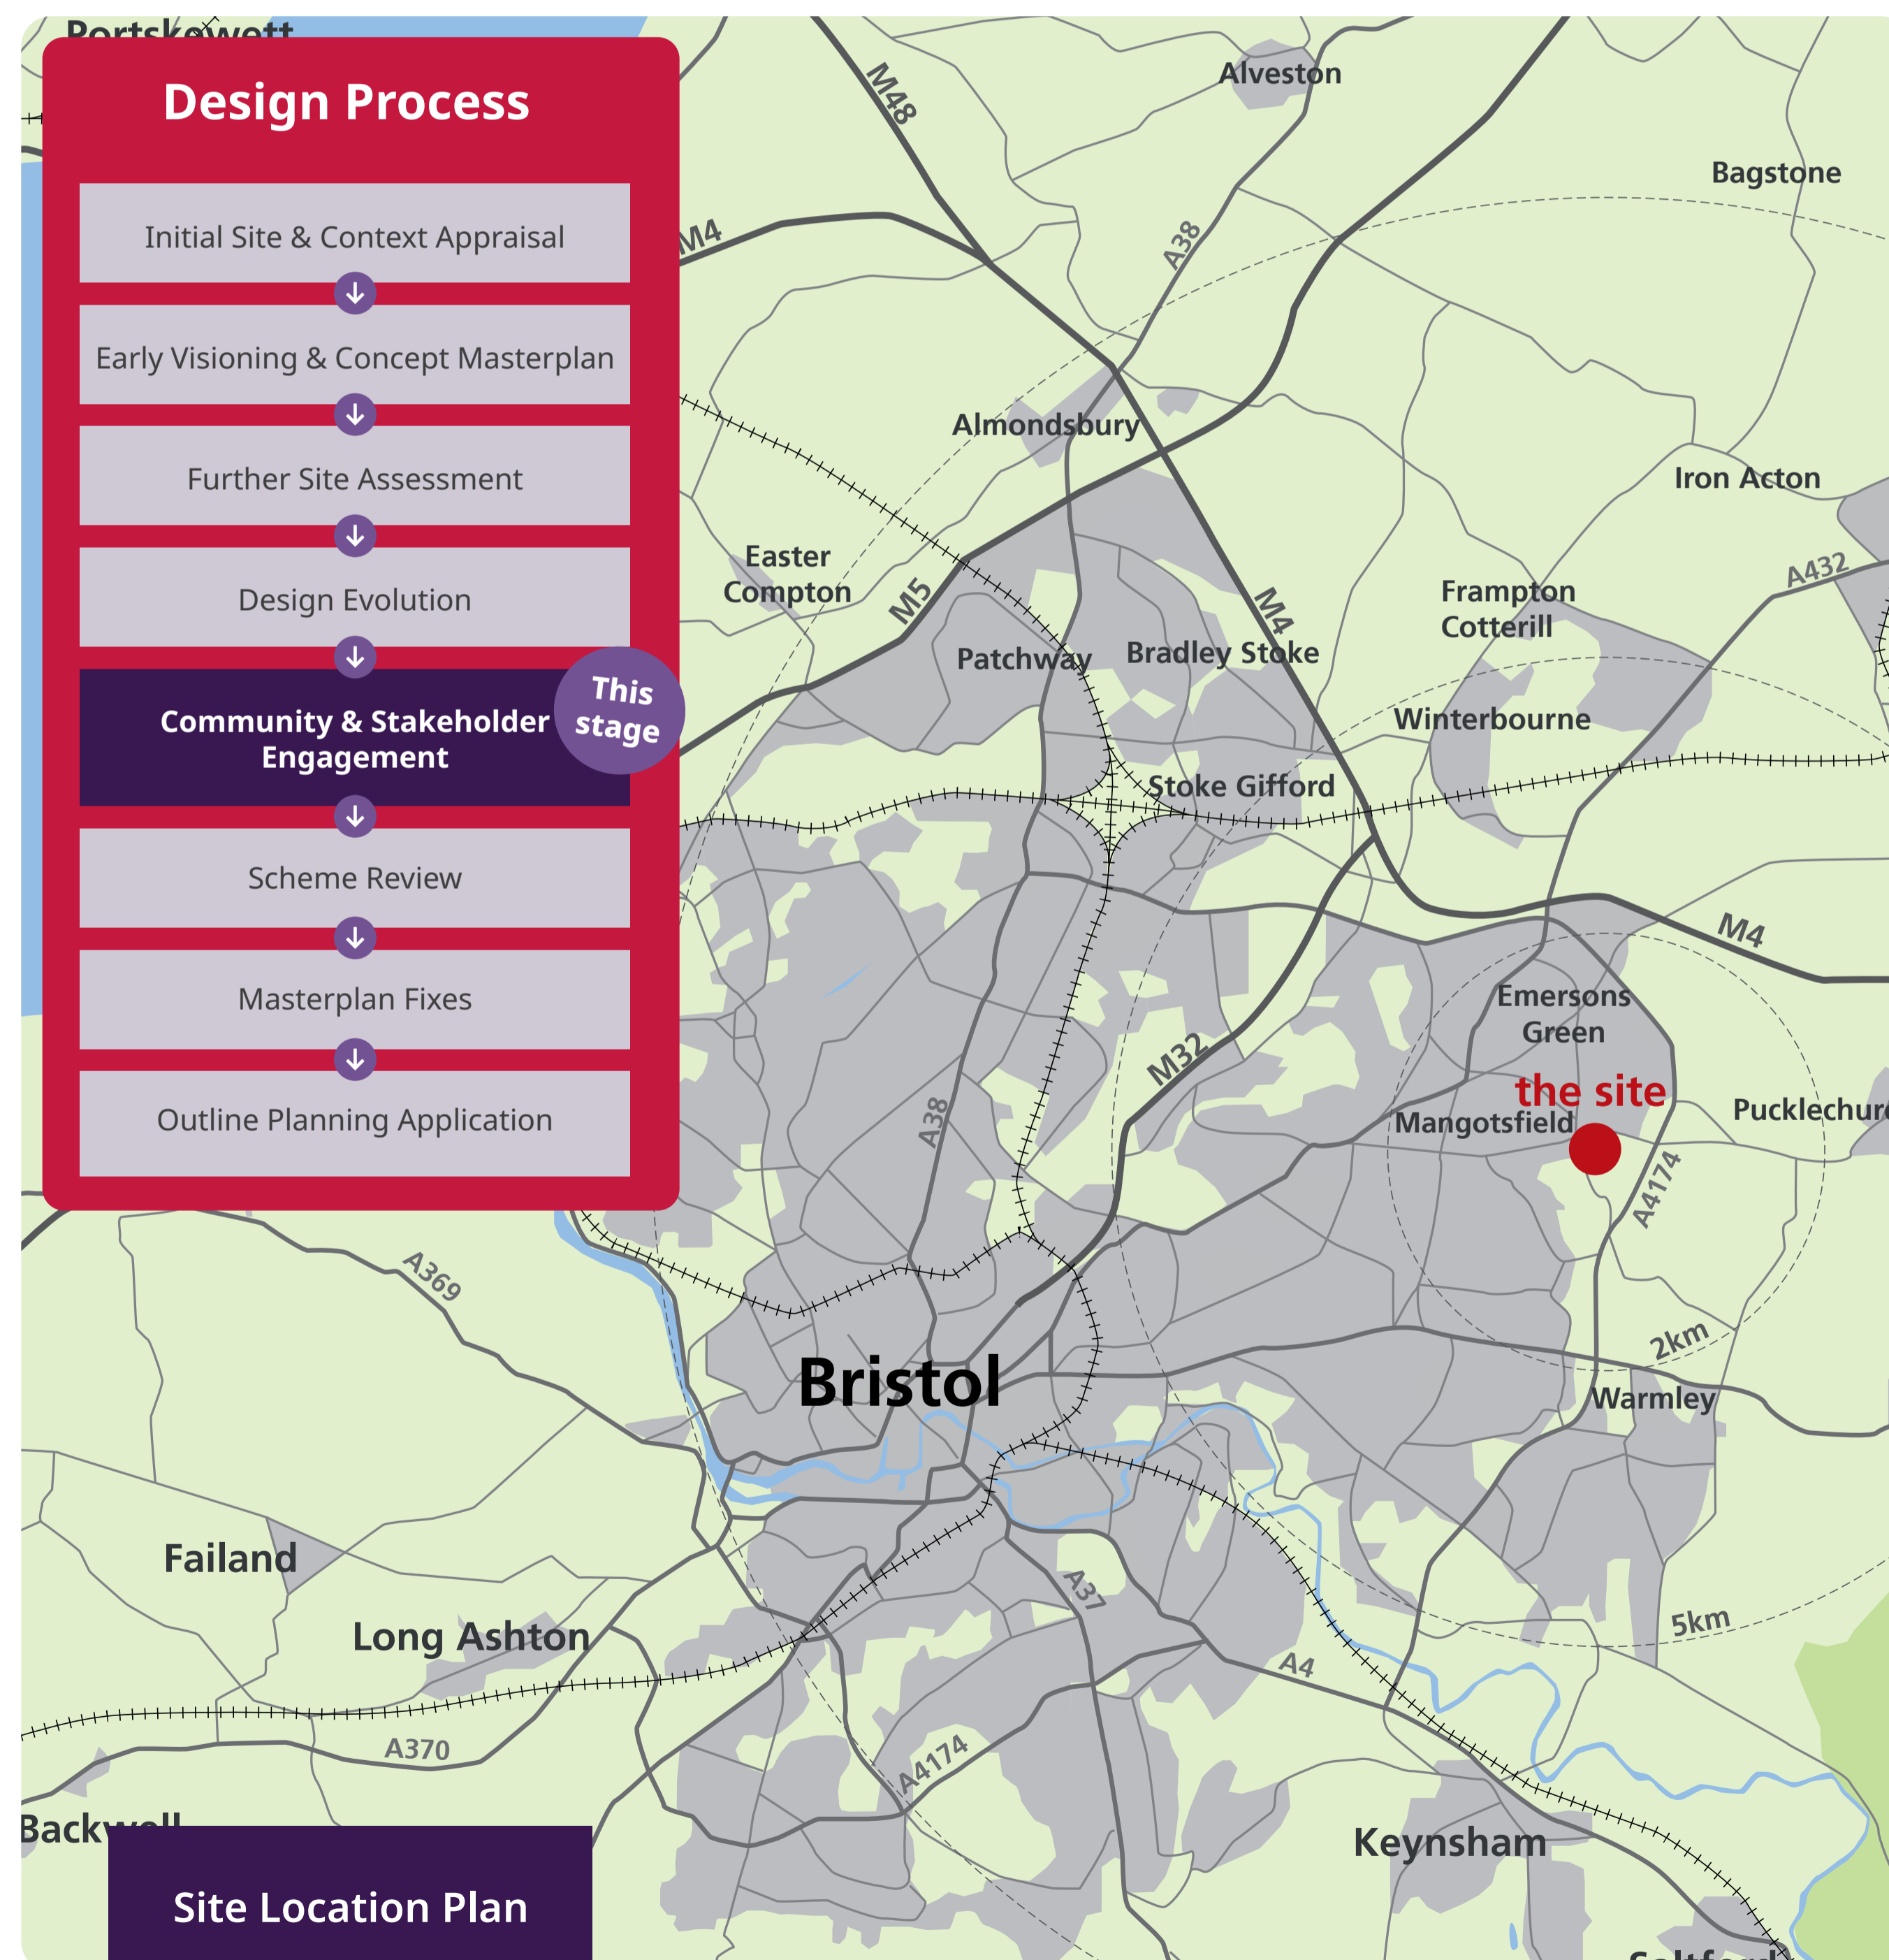 Portskewett
Design Process
Initial Site & Context Appraisal
Early Visioning & Concept Masterplan
Further Site Assessment
Design Evolution
Community & Stakeholder
Engagement
This
stage
Scheme Review
Masterplan Fixes
Outline Planning Application
M48
Alveston
Bagstone
M4
A38
Almondsbury
Iron Acton
Easter
Compton
M5
M4
A432
Frampton
Cotterill
Patchway
Bradley Stoke
Winterbourne
Stoke Gifford
M4
Emersons
Green
M32
the site
Mangotsfield
A38
A4174
A369
2km
Bristol
Warmley
Failand
A37
5km
Long Ashton
A4
A370
A4174
Backwell
Keynsham
Site Location Plan